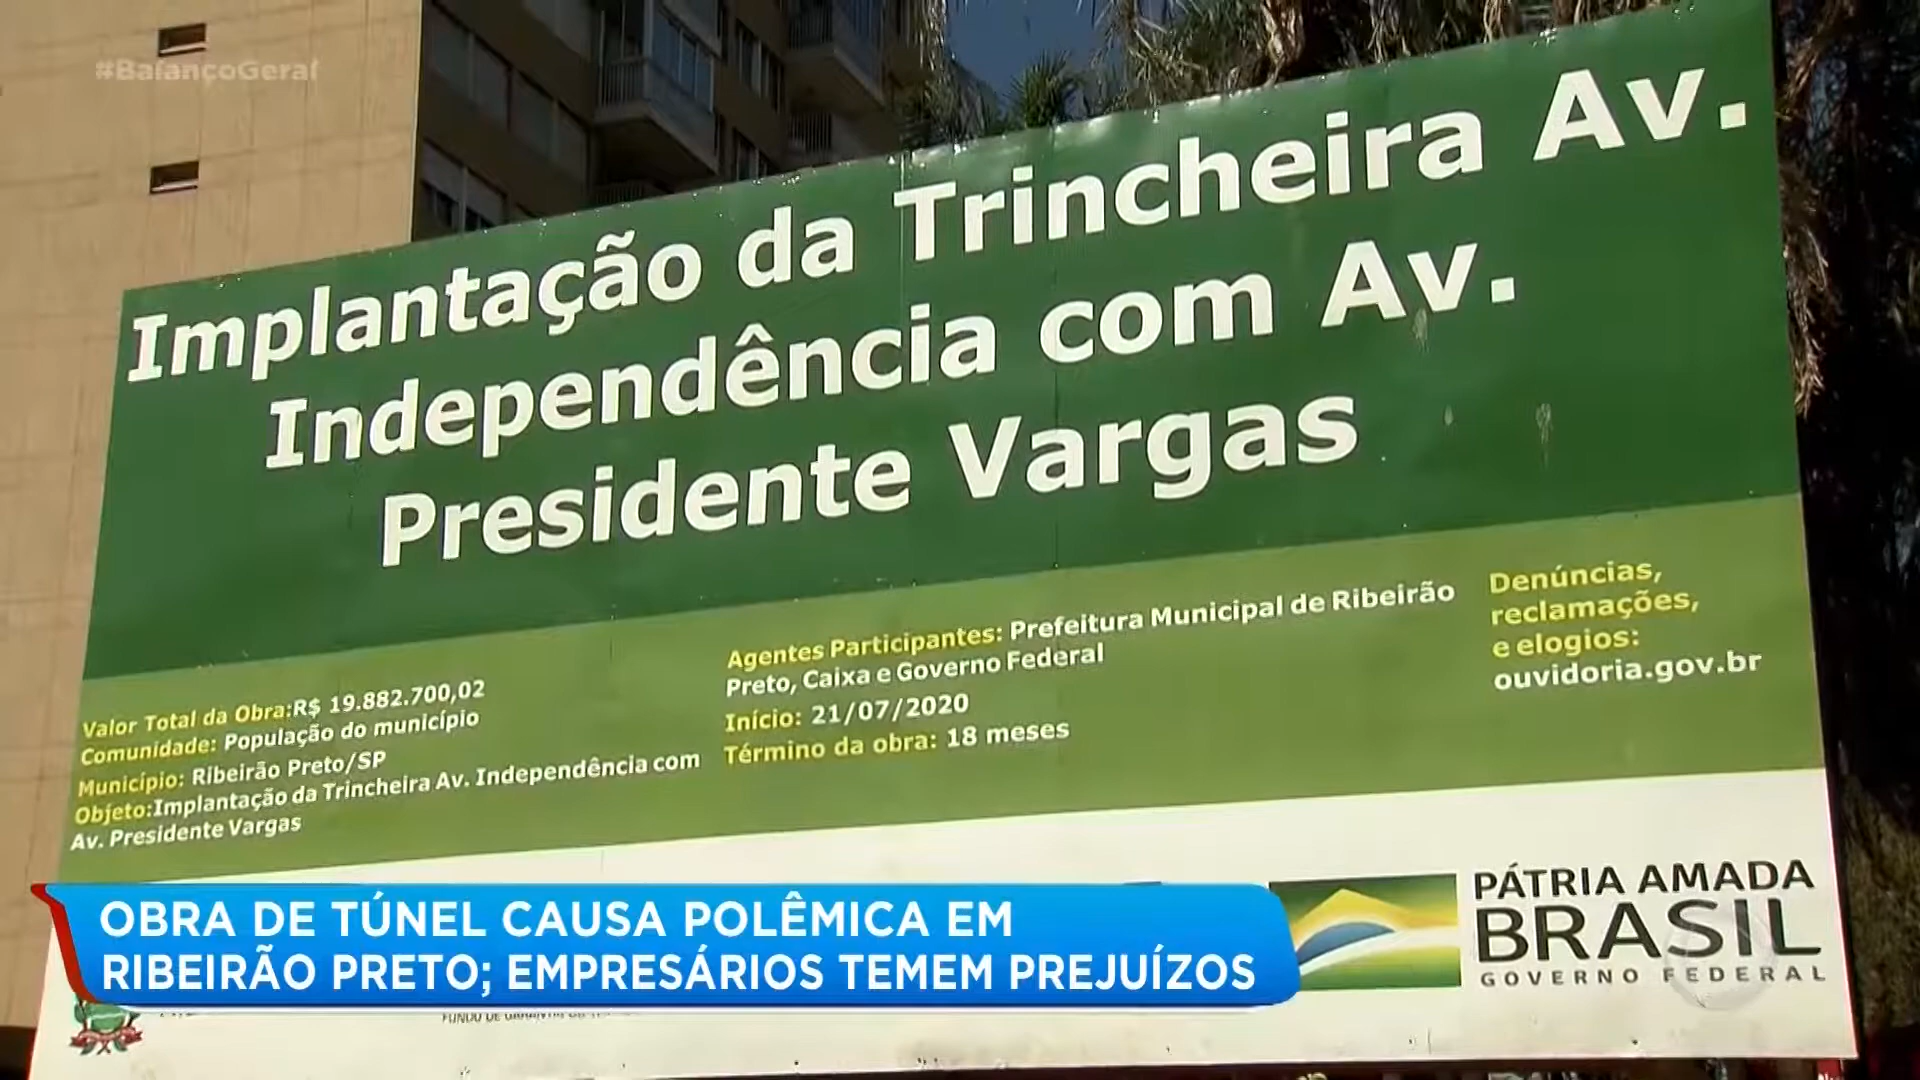 #BalançoGeral
Implantação da Trincheira Av.
Independência com Av.
Presidente Vargas
Valor Total da Obra:R$ 19.882.700,02
Comunidade: População do município
Município: Ribeirão Preto/SP
Objeto:Implantação da Trincheira Av. Independência com
Av. Presidente Vargas
Agentes Participantes: Prefeitura Municipal de Ribeirão
Preto, Caixa e Governo Federal
Início: 21/07/2020
Término da obra: 18 meses
Denúncias,
reclamações,
e elogios:
ouvidoria.gov.br
PÁTRIA AMADA
BRASIL
GOVERNO FEDERAL
OBRA DE TÚNEL CAUSA POLÊMICA EM
RIBEIRÃO PRETO; EMPRESÁRIOS TEMEM PREJUÍZOS